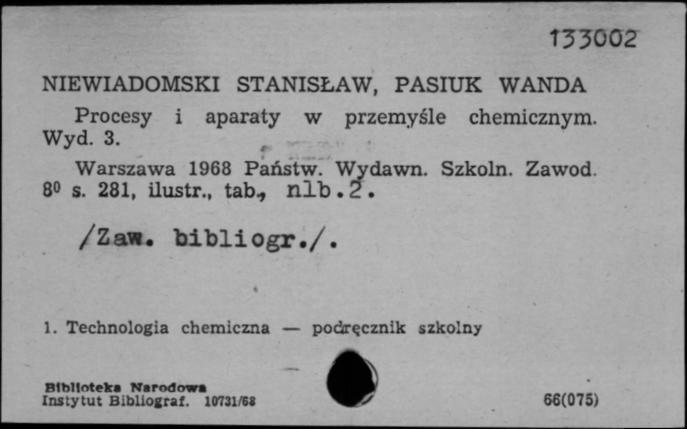 133002
NIEWIADOMSKI STANISŁAW, PASIUK WANDA
Procesy i aparaty w przemyśle chemicznym.
Wyd. 3.
Warszawa 1968 Państw. Wydawn. Szkoln. Zawod.
8⁰ s. 281, ilustr., tab., nlb.2.
/Zaw. bibliogr./.
1. Technologia chemiczna — podręcznik szkolny
Biblioteka Narodowa
Instytut Bibliograf. 10731/68
66(075)